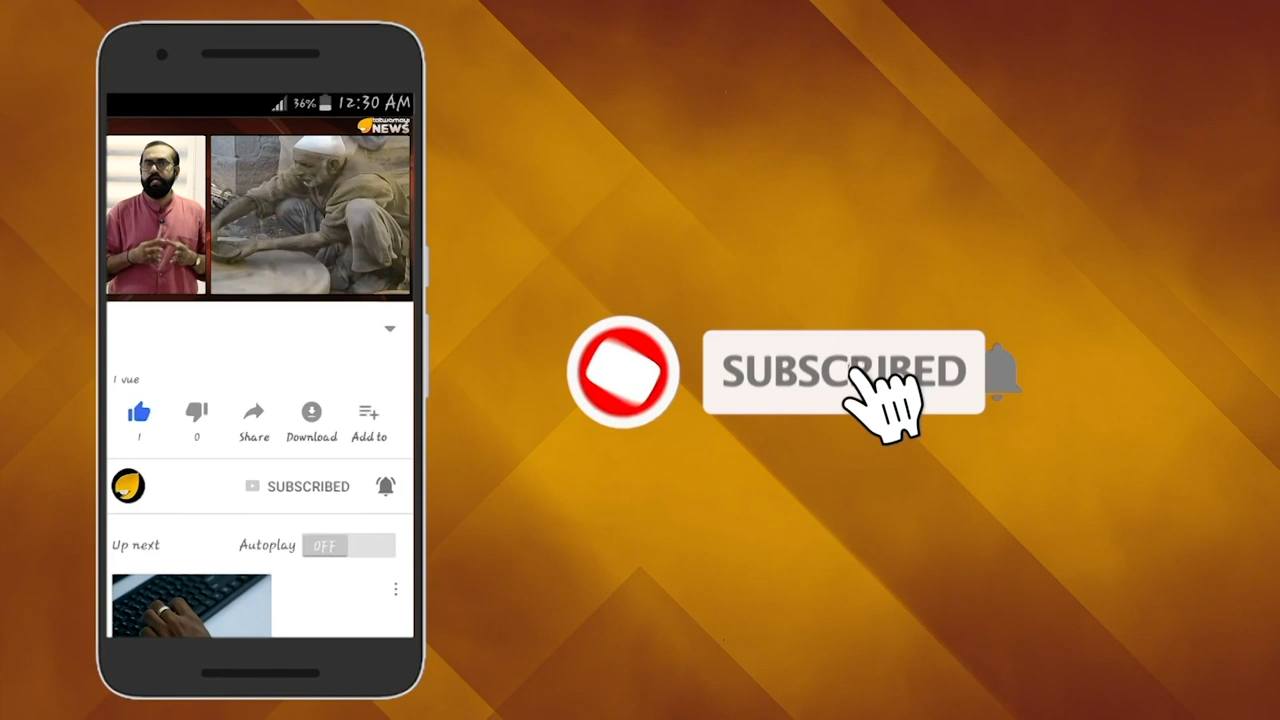 36% 12:30 AM
tatwamayi
NEWS
1 vue
1 0 Share Download Add to
SUBSCRIBED
Up next Autoplay OFF
SUBSCRIBED